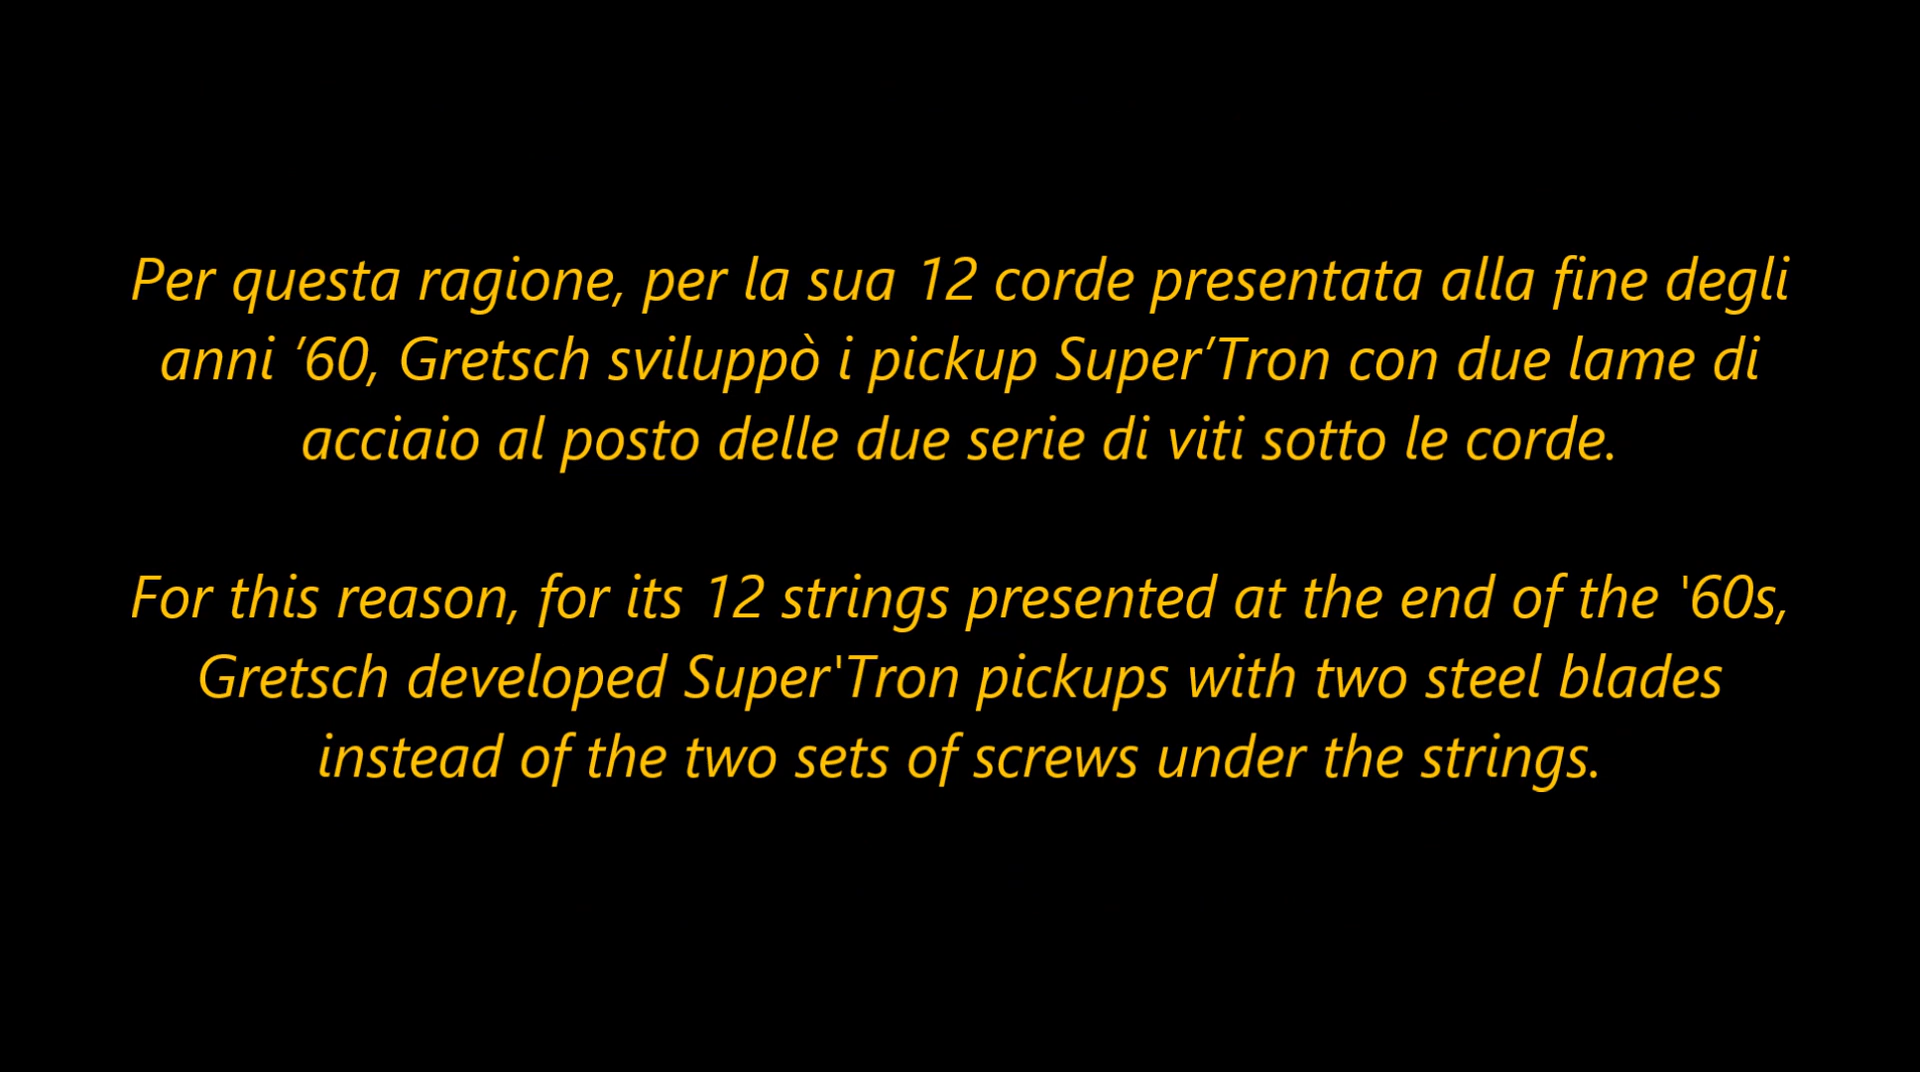 Per questa ragione, per la sua 12 corde presentata alla fine degli
anni ’60, Gretsch sviluppò i pickup Super’Tron con due lame di
acciaio al posto delle due serie di viti sotto le corde.
For this reason, for its 12 strings presented at the end of the '60s,
Gretsch developed Super'Tron pickups with two steel blades
instead of the two sets of screws under the strings.